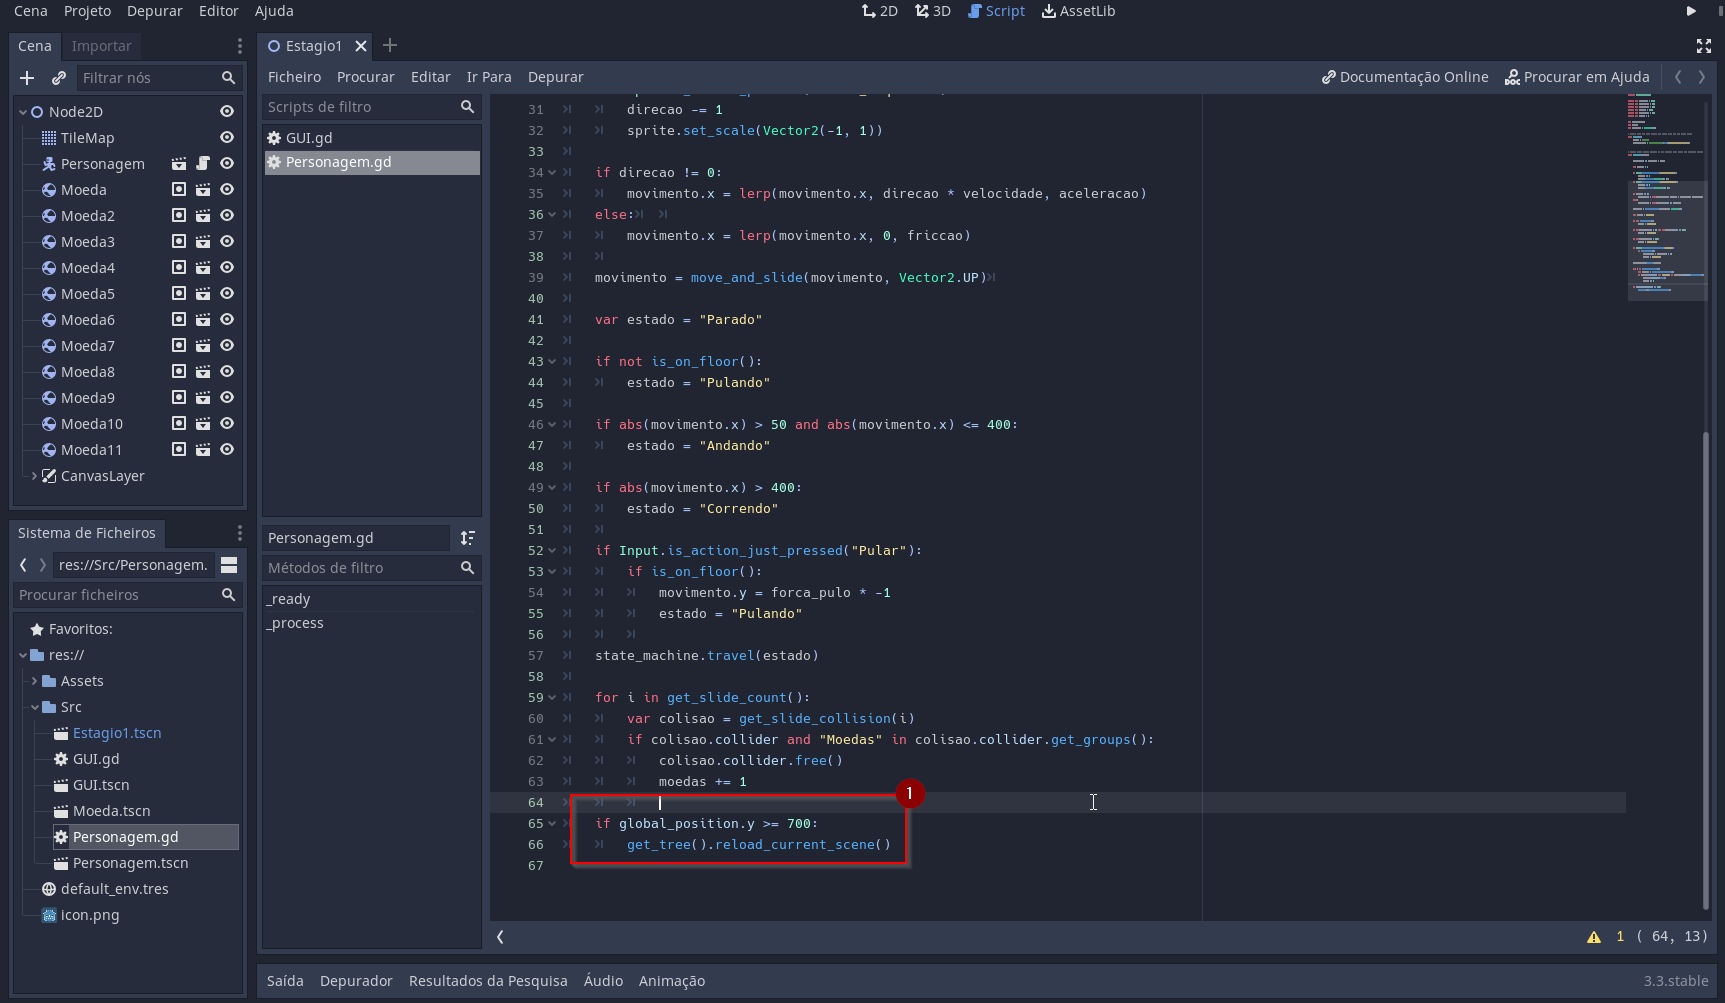 Cena Projeto Depurar Editor Ajuda 2D 3D Script AssetLib
Cena Importar
Filtrar nós
Node2D
TileMap
Personagem
Moeda
Moeda2
Moeda3
Moeda4
Moeda5
Moeda6
Moeda7
Moeda8
Moeda9
Moeda10
Moeda11
CanvasLayer
Sistema de Ficheiros
res://Src/Personagem.
Procurar ficheiros
Favoritos:
res://
Assets
Src
Estagio1.tscn
GUI.gd
GUI.tscn
Moeda.tscn
Personagem.gd
Personagem.tscn
default_env.tres
icon.png
Estagio1
Ficheiro Procurar Editar Ir Para Depurar Documentação Online Procurar em Ajuda
Scripts de filtro
GUI.gd
Personagem.gd
Personagem.gd
Métodos de filtro
_ready
_process
31 direcao -= 1
32 sprite.set_scale(Vector2(-1, 1))
33
34 if direcao != 0:
35 movimento.x = lerp(movimento.x, direcao * velocidade, aceleracao)
36 else:
37 movimento.x = lerp(movimento.x, 0, friccao)
38
39 movimento = move_and_slide(movimento, Vector2.UP)
40
41 var estado = "Parado"
42
43 if not is_on_floor():
44 estado = "Pulando"
45
46 if abs(movimento.x) > 50 and abs(movimento.x) <= 400:
47 estado = "Andando"
48
49 if abs(movimento.x) > 400:
50 estado = "Correndo"
51
52 if Input.is_action_just_pressed("Pular"):
53 if is_on_floor():
54 movimento.y = forca_pulo * -1
55 estado = "Pulando"
56
57 state_machine.travel(estado)
58
59 for i in get_slide_count():
60 var colisao = get_slide_collision(i)
61 if colisao.collider and "Moedas" in colisao.collider.get_groups():
62 colisao.collider.free()
63 moedas += 1
1
64
65 if global_position.y >= 700:
66 get_tree().reload_current_scene()
67
1 ( 64, 13)
Saída Depurador Resultados da Pesquisa Áudio Animação 3.3.stable